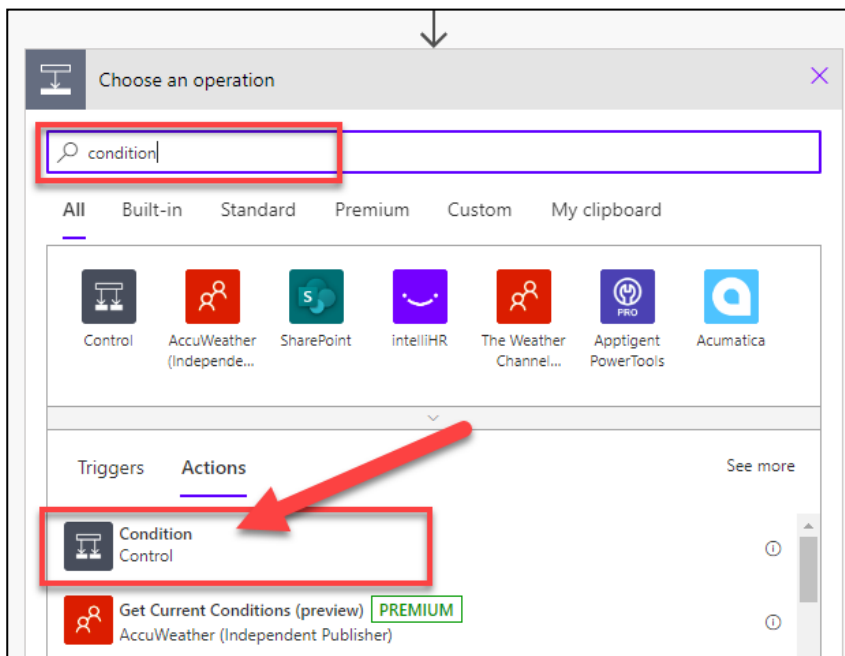 Choose an operation
condition
All Built-in Standard Premium Custom My clipboard
S
PRO
Control AccuWeather SharePoint intelliHR The Weather Apptigent Acumatica
(Independe... Channel... PowerTools
Triggers Actions See more
Condition
Control
Get Current Conditions (preview) PREMIUM
AccuWeather (Independent Publisher)